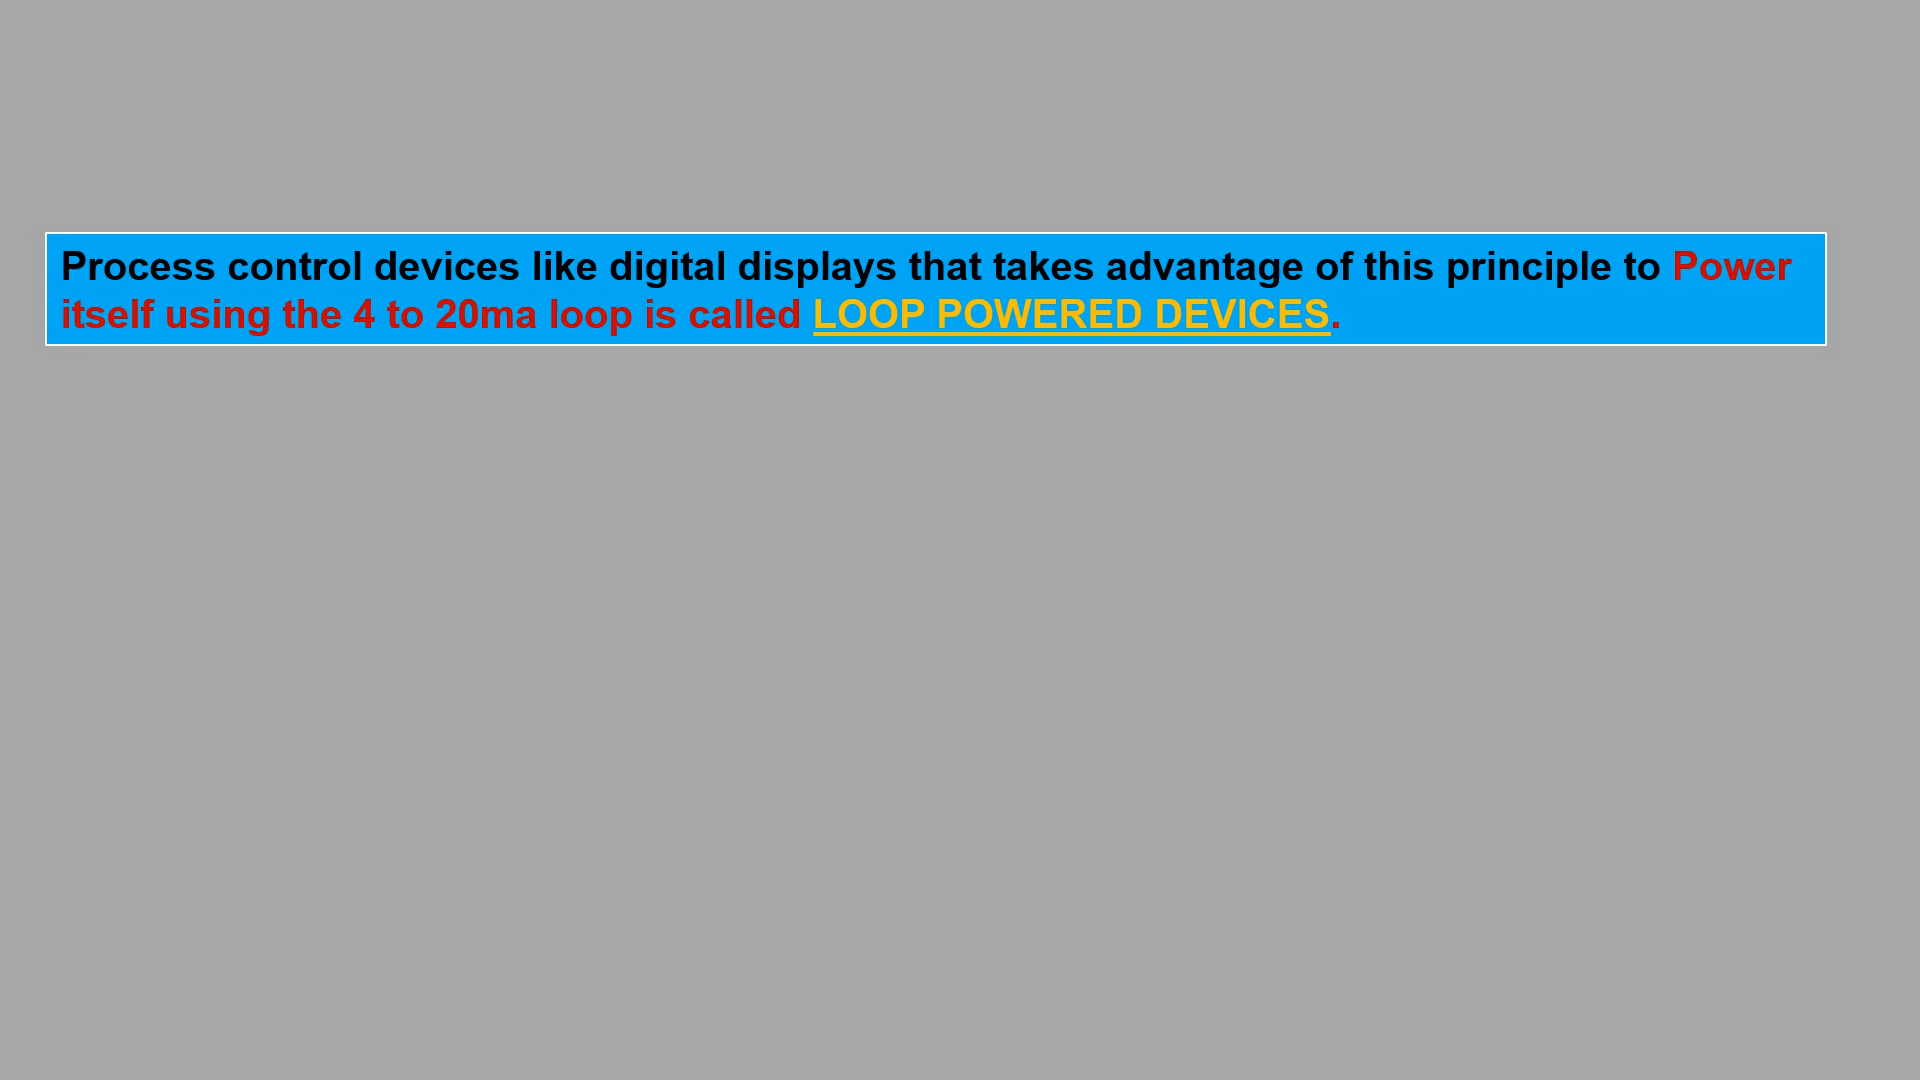 Process control devices like digital displays that takes advantage of this principle to Power
itself using the 4 to 20ma loop is called LOOP POWERED DEVICES.